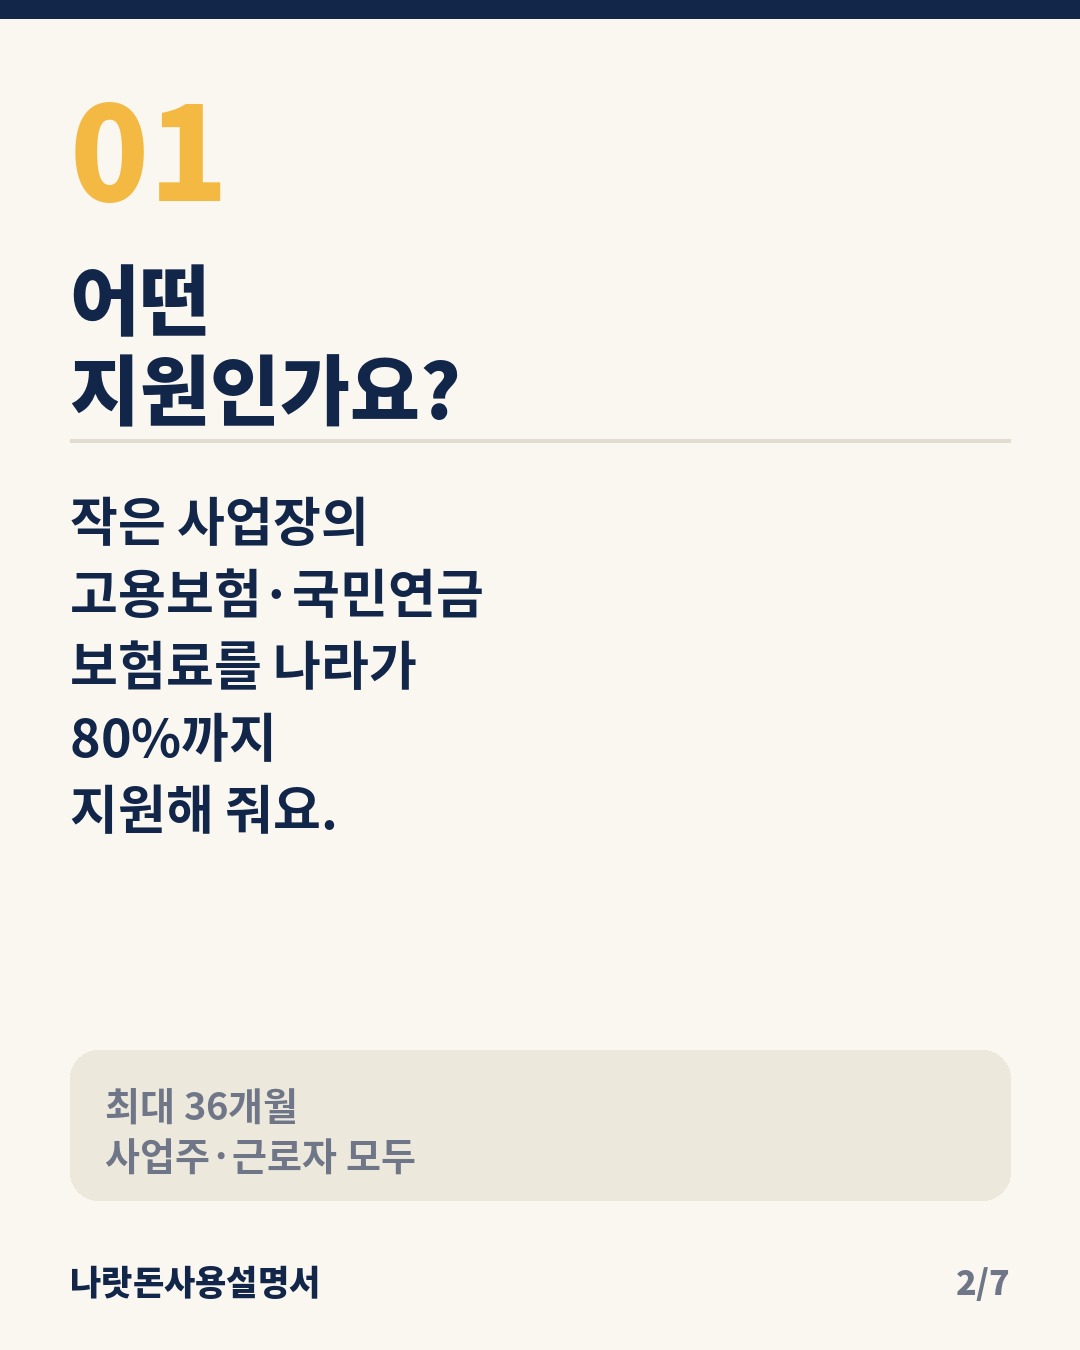 01
어떤
지원인가요?
작은 사업장의
고용보험·국민연금
보험료를 나라가
80%까지
지원해 줘요.
최대 36개월
사업주·근로자 모두
나랏돈사용설명서
2/7